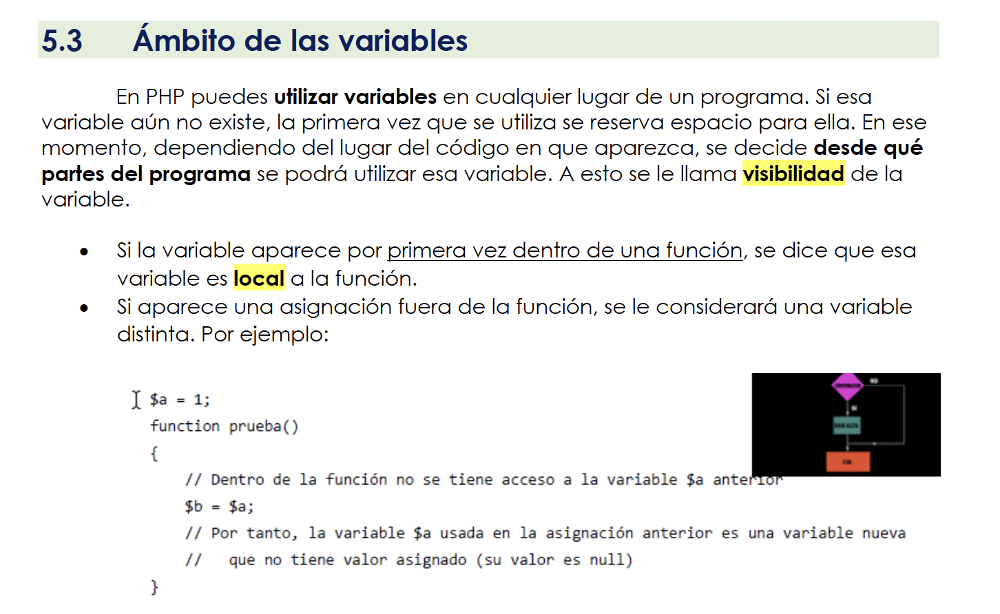 5.3 Ámbito de las variables
En PHP puedes utilizar variables en cualquier lugar de un programa. Si esa
variable aún no existe, la primera vez que se utiliza se reserva espacio para ella. En ese
momento, dependiendo del lugar del código en que aparezca, se decide desde qué
partes del programa se podrá utilizar esa variable. A esto se le llama visibilidad de la
variable.
• Si la variable aparece por primera vez dentro de una función, se dice que esa
variable es local a la función.
• Si aparece una asignación fuera de la función, se le considerará una variable
distinta. Por ejemplo:
NO
SI
DAR ALTA
FIN
$a = 1;
function prueba()
{
// Dentro de la función no se tiene acceso a la variable $a anterior
$b = $a;
// Por tanto, la variable $a usada en la asignación anterior es una variable nueva
// que no tiene valor asignado (su valor es null)
}